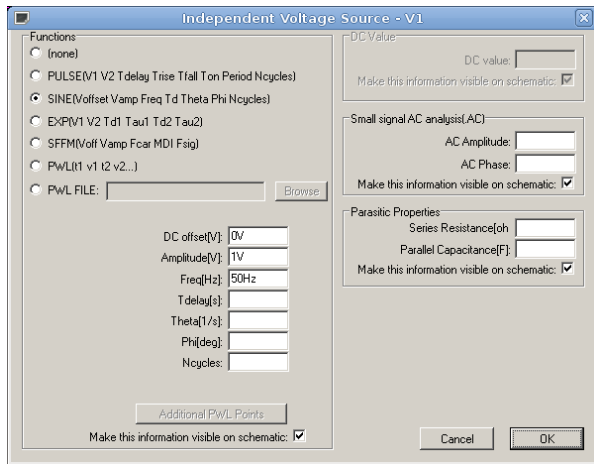 Independent Voltage Source - V1
Functions
(none)
PULSE(V1 V2 Tdelay Trise Tfall Ton Period Ncycles)
SINE(Voffset Vamp Freq Td Theta Phi Ncycles)
EXP(V1 V2 Td1 Tau1 Td2 Tau2)
SFFM(Voff Vamp Fcar MDI Fsig)
PWL(t1 v1 t2 v2...)
PWL FILE:
Browse
DC offset[V]: 0V
Amplitude[V]: 1V
Freq[Hz]: 50Hz
Tdelay[s]:
Theta[1/s]:
Phi[deg]:
Ncycles:
Additional PWL Points
Make this information visible on schematic:
DC Value
DC value:
Make this information visible on schematic:
Small signal AC analysis(.AC)
AC Amplitude:
AC Phase:
Make this information visible on schematic:
Parasitic Properties
Series Resistance[oh
Parallel Capacitance[F]:
Make this information visible on schematic:
Cancel
OK